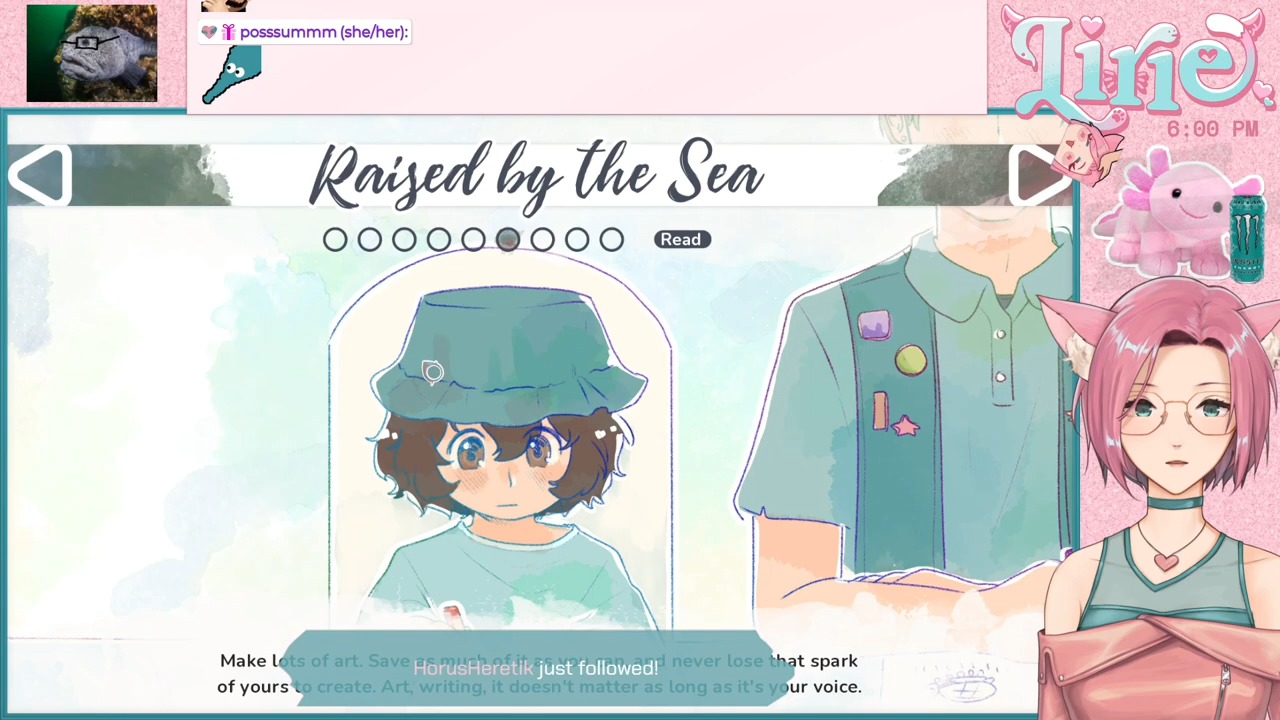 posssummm (she/her):
Lirie
6:00 PM
Raised by the Sea
Read
Make lots of art. Save as much of it as you can and never lose that spark
of yours to create. Art, writing, it doesn't matter as long as it's your voice.
HorusHeretik just followed!